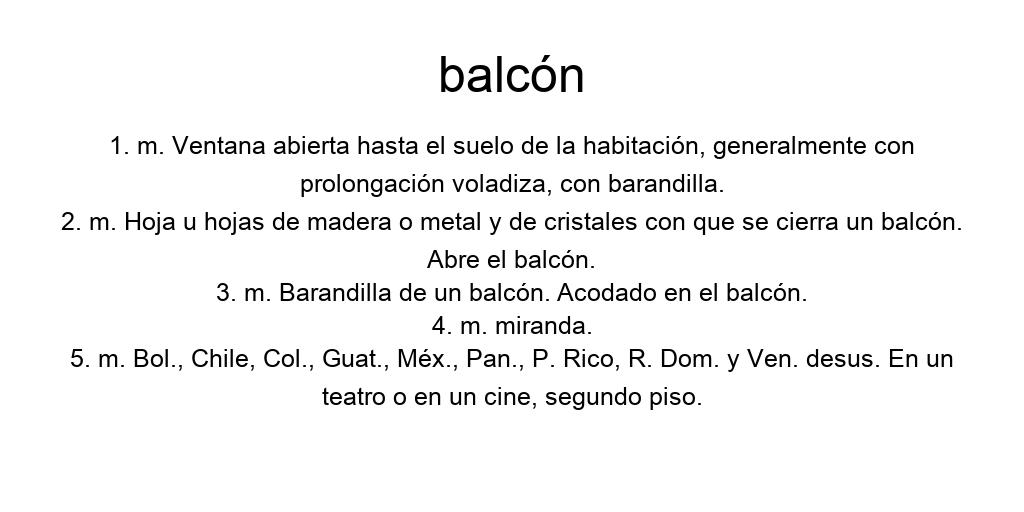 balcón
1. m. Ventana abierta hasta el suelo de la habitación, generalmente con
prolongación voladiza, con barandilla.
2. m. Hoja u hojas de madera o metal y de cristales con que se cierra un balcón.
Abre el balcón.
3. m. Barandilla de un balcón. Acodado en el balcón.
4. m. miranda.
5. m. Bol., Chile, Col., Guat., Méx., Pan., P. Rico, R. Dom. y Ven. desus. En un
teatro o en un cine, segundo piso.